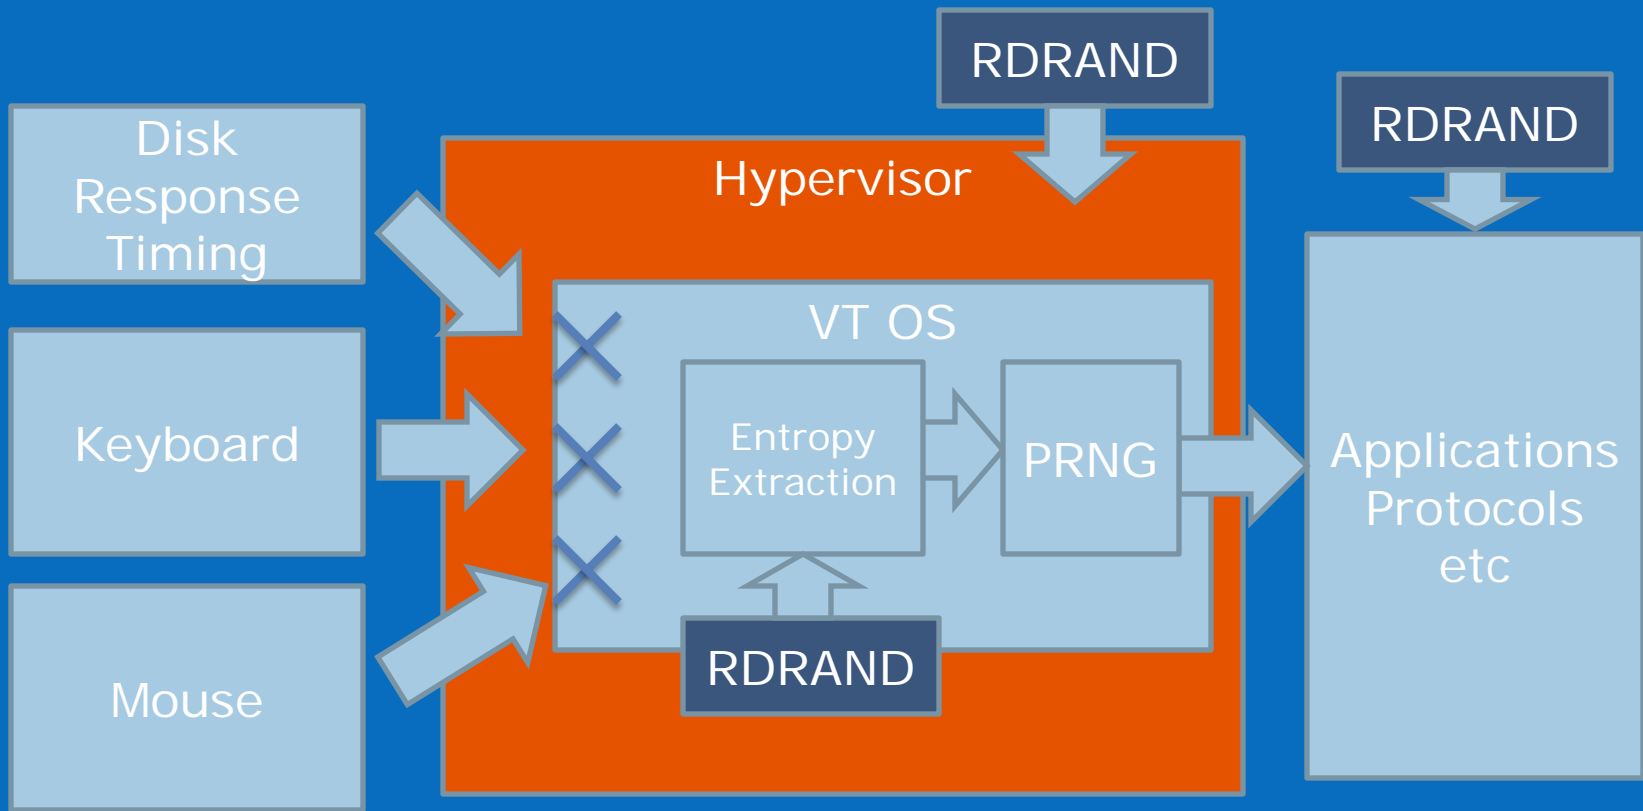 RDRAND
RDRAND
Disk
Response
Timing
Hypervisor
VT OS
Keyboard
Entropy
Extraction
PRNG
Applications
Protocols
etc
RDRAND
Mouse